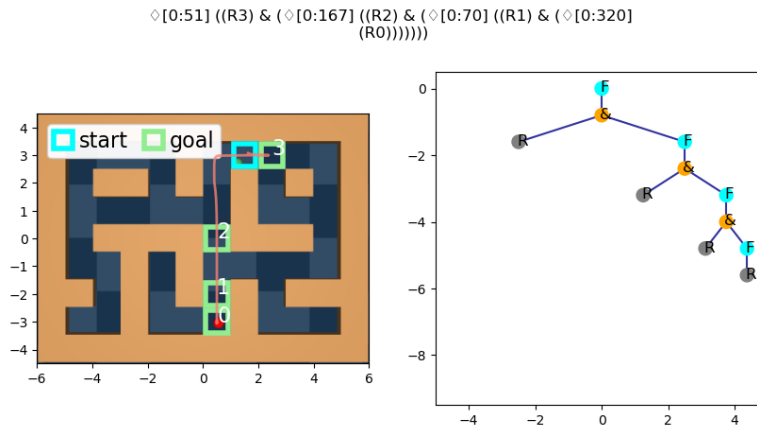 ♢[0:51] ((R3) & (♢[0:167] ((R2) & (♢[0:70] ((R1) & (♢[0:320]
(R0)))))))
start goal
3
2
1
0
4
3
2
1
0
−1
−2
−3
−4
−6 −4 −2 0 2 4 6
F
&
R F
& 
R F
&
R F
R
0
−2
−4
−6
−8
−4 −2 0 2 4